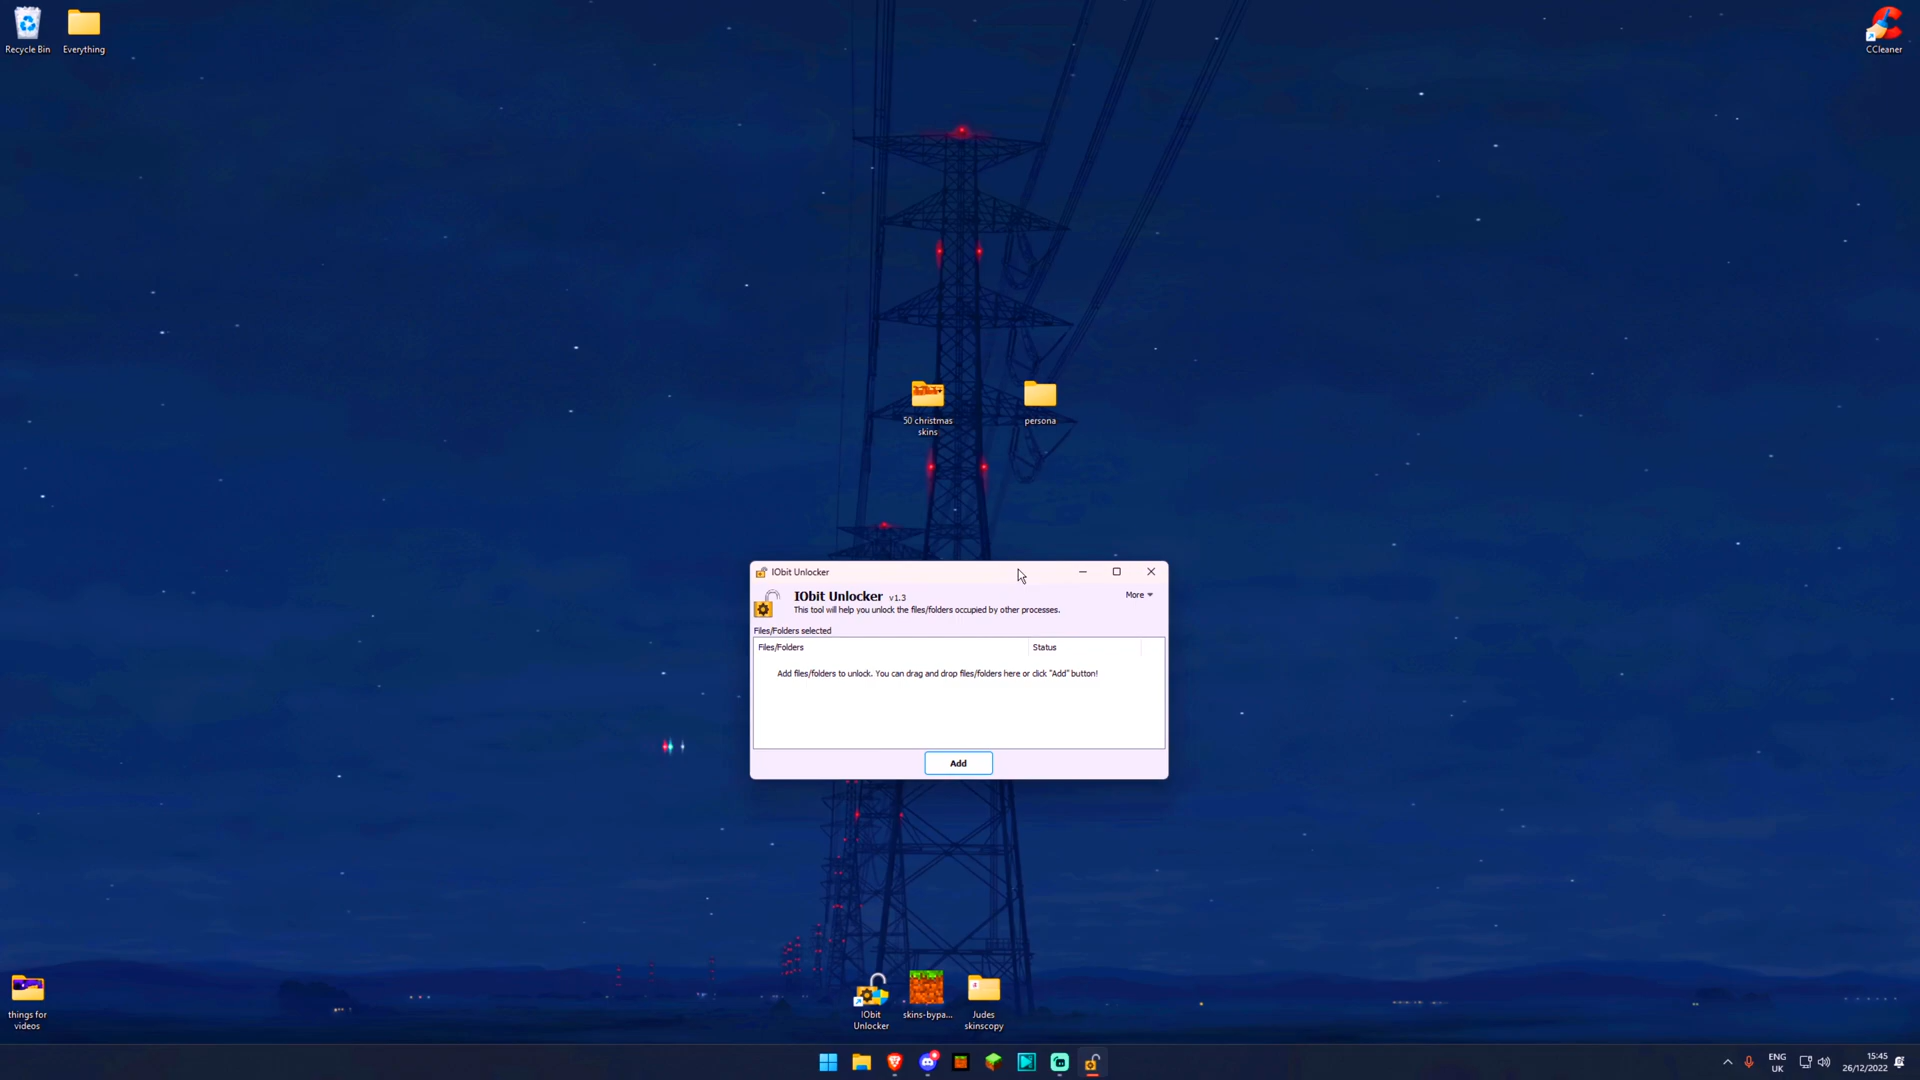 Recycle Bin
Everything
CCleaner
50 christmas
skins
persona
IObit Unlocker
IObit Unlocker v1.3
More
This tool will help you unlock the files/folders occupied by other processes.
Files/Folders selected
Files/Folders
Status
Add files/folders to unlock. You can drag and drop files/folders here or click "Add" button!
Add
things for
videos
IObit
Unlocker
skins-bypa...
Judes
skinscopy
ENG
UK
15:45
26/12/2022